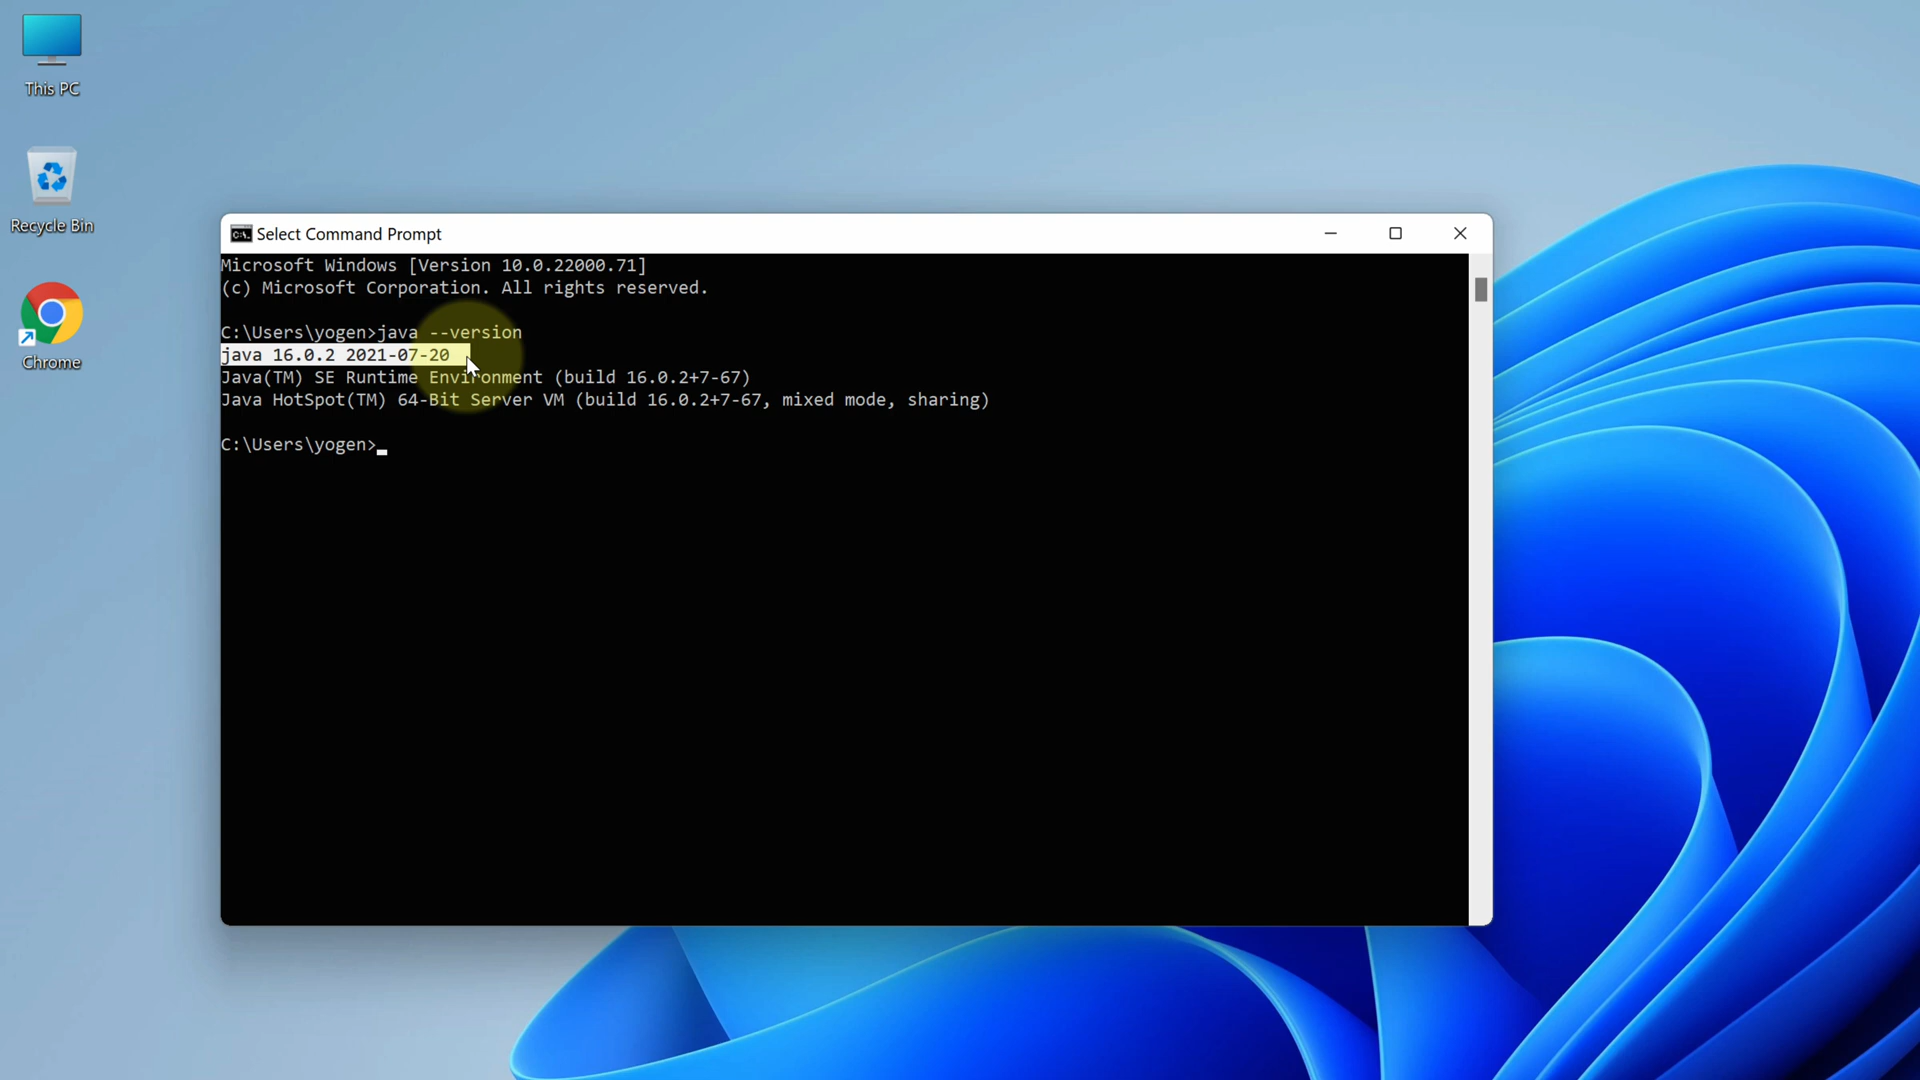 This PC
Recycle Bin
Chrome
Select Command Prompt
Microsoft Windows [Version 10.0.22000.71]
(c) Microsoft Corporation. All rights reserved.
C:\Users\yogen>java --version
java 16.0.2 2021-07-20
Java(TM) SE Runtime Environment (build 16.0.2+7-67)
Java HotSpot(TM) 64-Bit Server VM (build 16.0.2+7-67, mixed mode, sharing)
C:\Users\yogen>